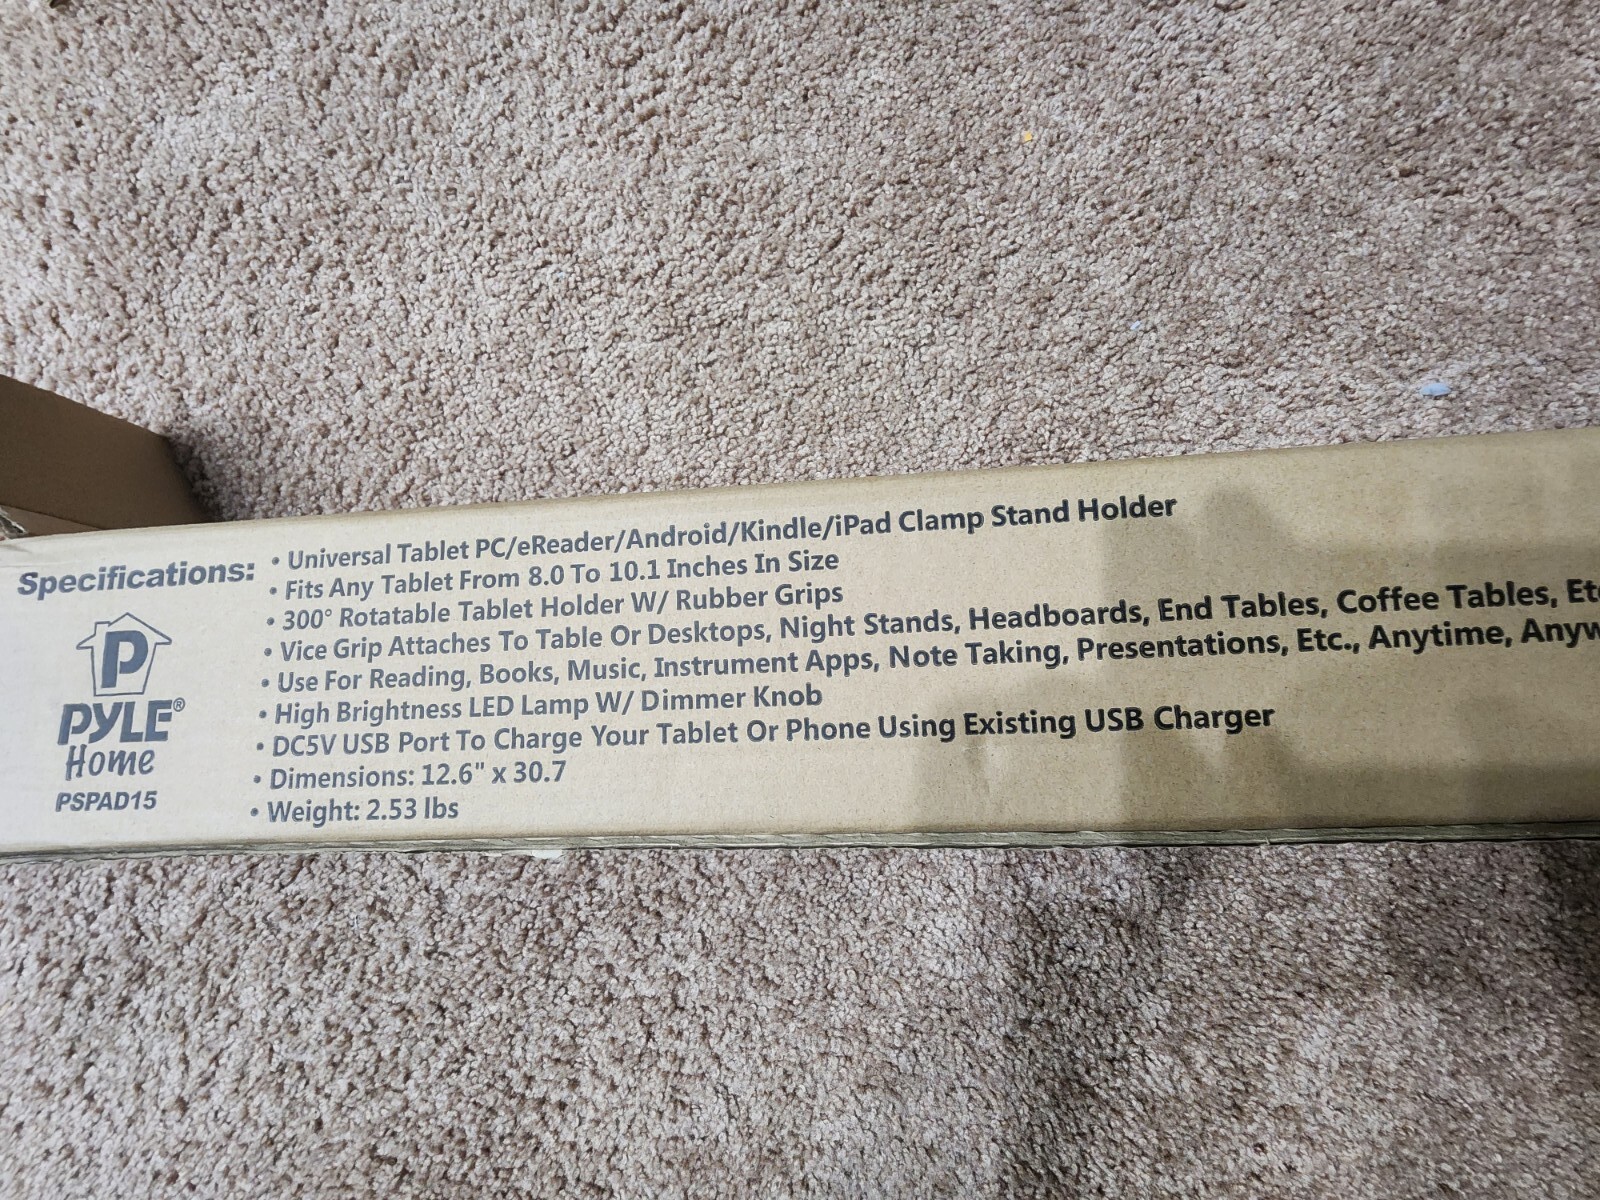 Specifications:
• Universal Tablet PC/eReader/Android/Kindle/iPad Clamp Stand Holder
• Fits Any Tablet From 8.0 To 10.1 Inches In Size
• 300° Rotatable Tablet Holder W/ Rubber Grips
• Vice Grip Attaches To Table Or Desktops, Night Stands, Headboards, End Tables, Coffee Tables,
• Use For Reading, Books, Music, Instrument Apps, Note Taking, Presentations, Etc., Anytime,
• High Brightness LED Lamp W/ Dimmer Knob
• DC5V USB Port To Charge Your Tablet Or Phone Using Existing USB Charger
• Dimensions: 12.6" x 30.7
• Weight: 2.53 lbs
P
PYLE®
Home
PSPAD15